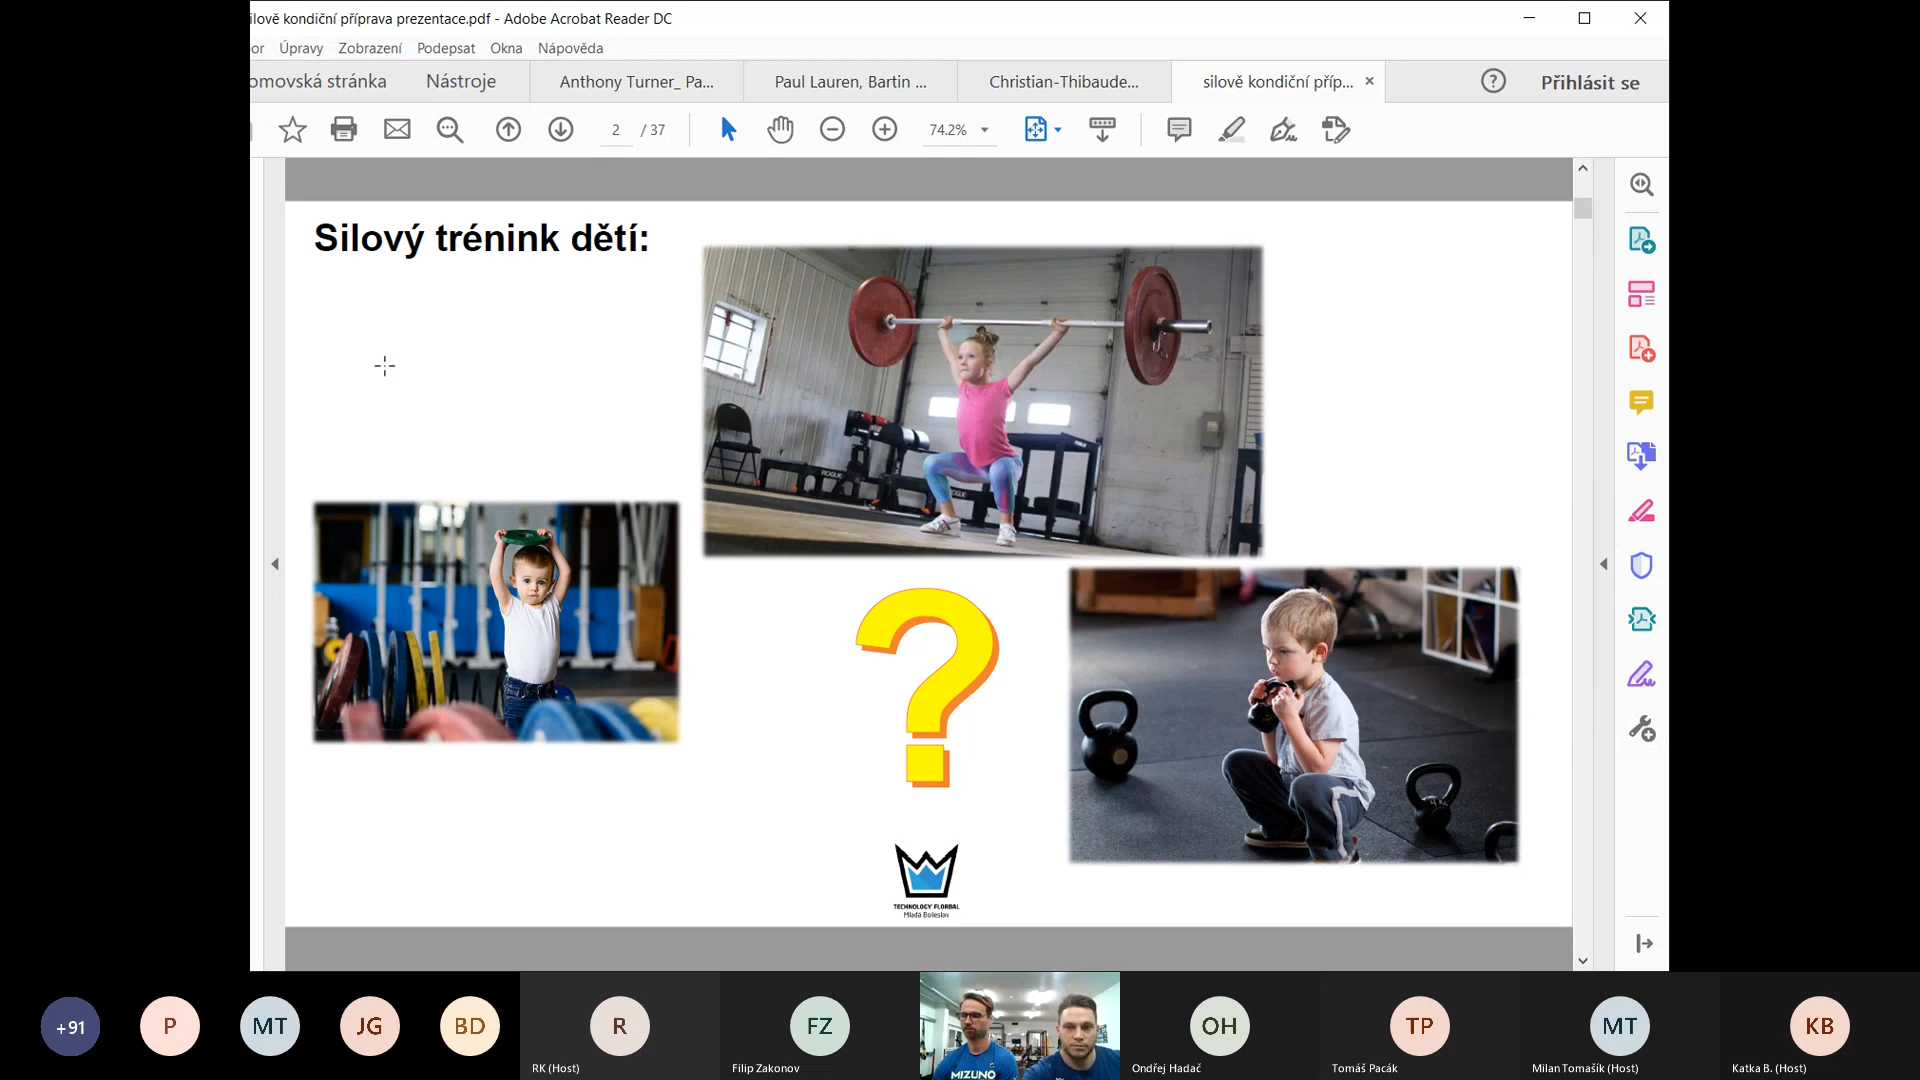 ilově kondiční příprava prezentace.pdf - Adobe Acrobat Reader DC
or Úpravy Zobrazení Podepsat Okna Nápověda
omovská stránka Nástroje Anthony Turner_ Pa... Paul Lauren, Bartin ... Christian-Thibaude... silově kondiční příp... Přihlásit se
2 / 37 74.2%
Silový trénink dětí:
ROGUE
ROGUE
?
TECHNOLOGY FLORBAL
Mladá Boleslav
+91 P MT JG BD R FZ OH TP MT KB
MIZUNO
RK (Host) Filip Zakonov Ondřej Hadač Tomáš Pacák Milan Tomašík (Host) Katka B. (Host)